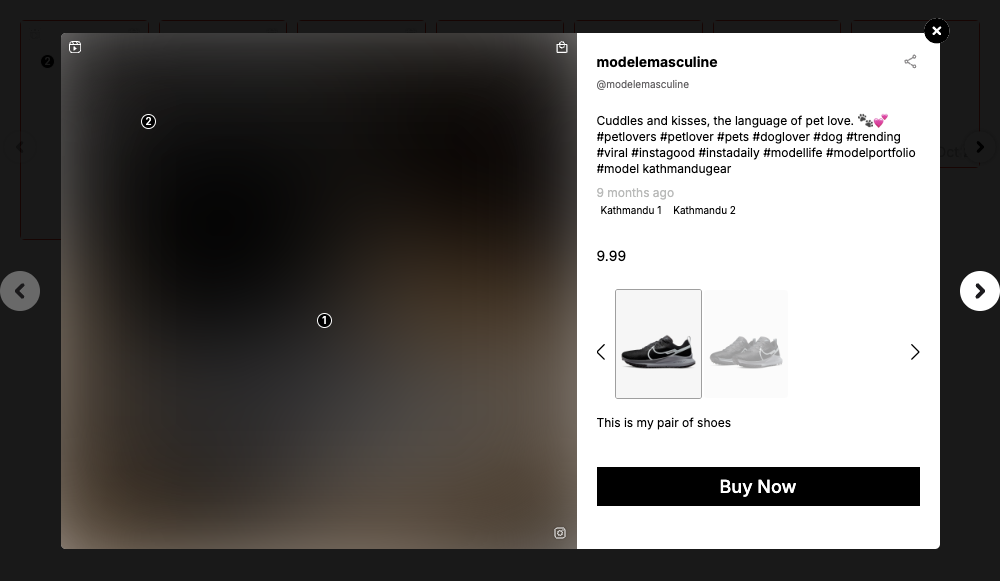 2
1
modelemasculine
@modelemasculine
Cuddles and kisses, the language of pet love. 🐾💕
#petlovers #petlover #pets #doglover #dog #trending
#viral #instagood #instadaily #modellife #modelportfolio
#model kathmandugear
9 months ago
Kathmandu 1 Kathmandu 2
9.99
This is my pair of shoes
Buy Now
2